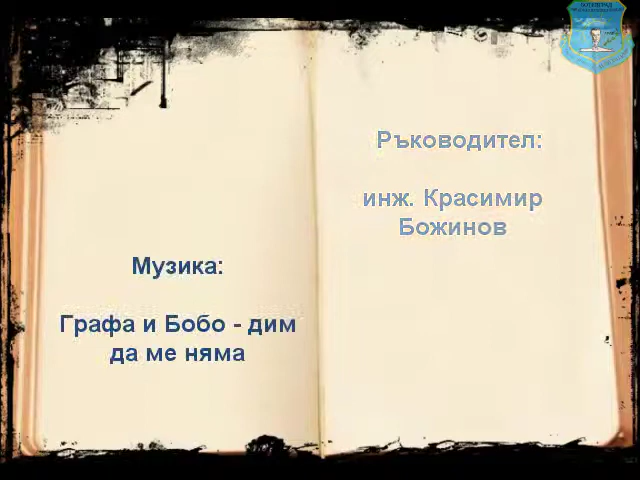 Музика:
Графа и Бобо - дим
да ме няма
Ръководител:
инж. Красимир
Божинов